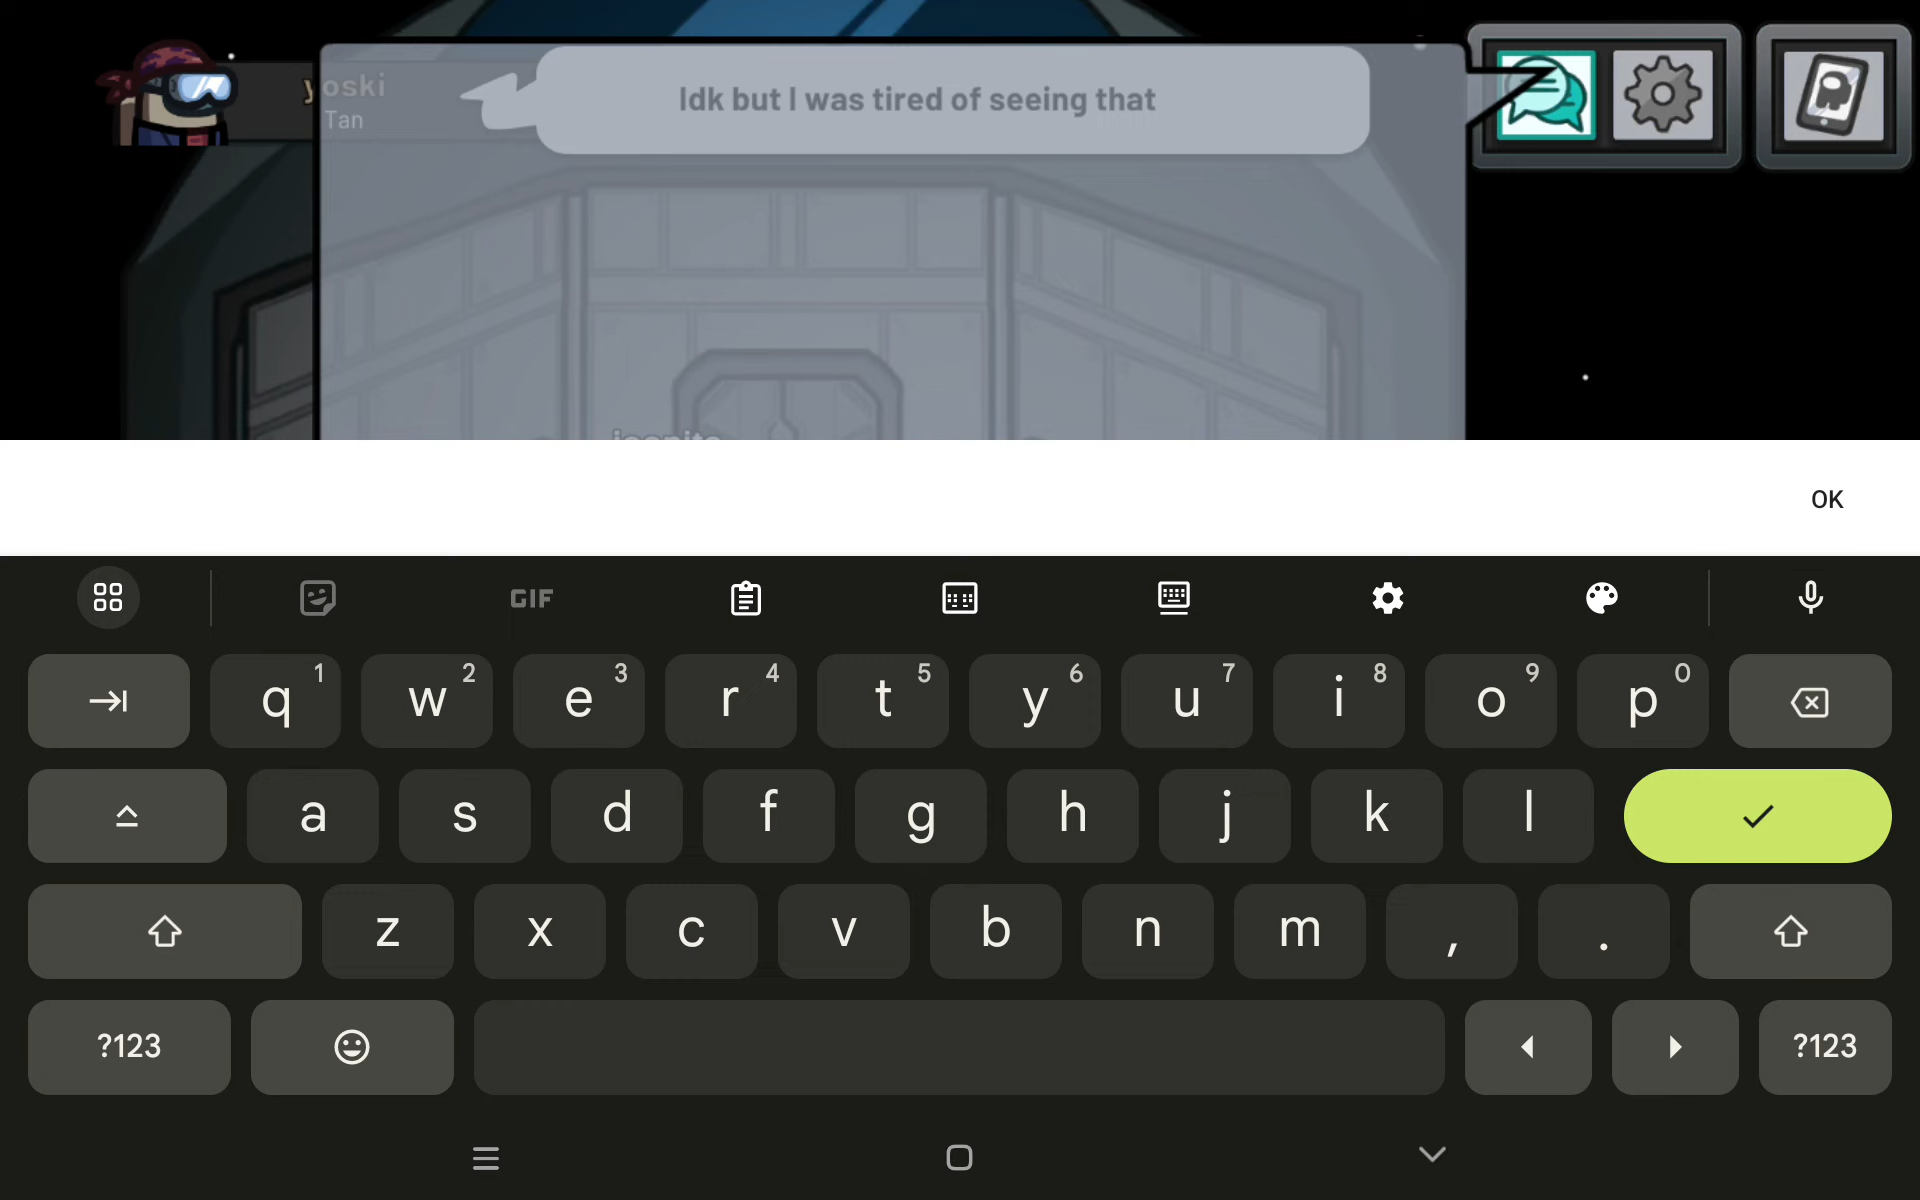 yoski
Tan
Idk but I was tired of seeing that
OK
GIF
q 1 w 2 e 3 r 4 t 5 y 6 u 7 i 8 o 9 p 0
a s d f g h j k l
z x c v b n m , .
?123 ?123